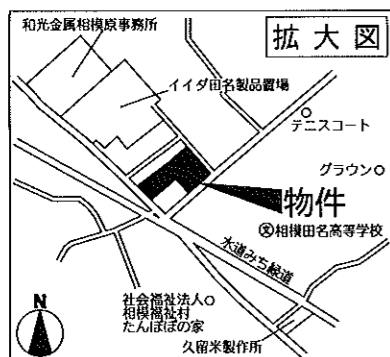 和光金属相模原事務所
拡大図
イイダ田名製品置場
テニスコート
グラウン
物件
文相模田名高等学校
水道みち緑道
社会福祉法人
相模福祉村
たんぽぽの家
久留米製作所
N